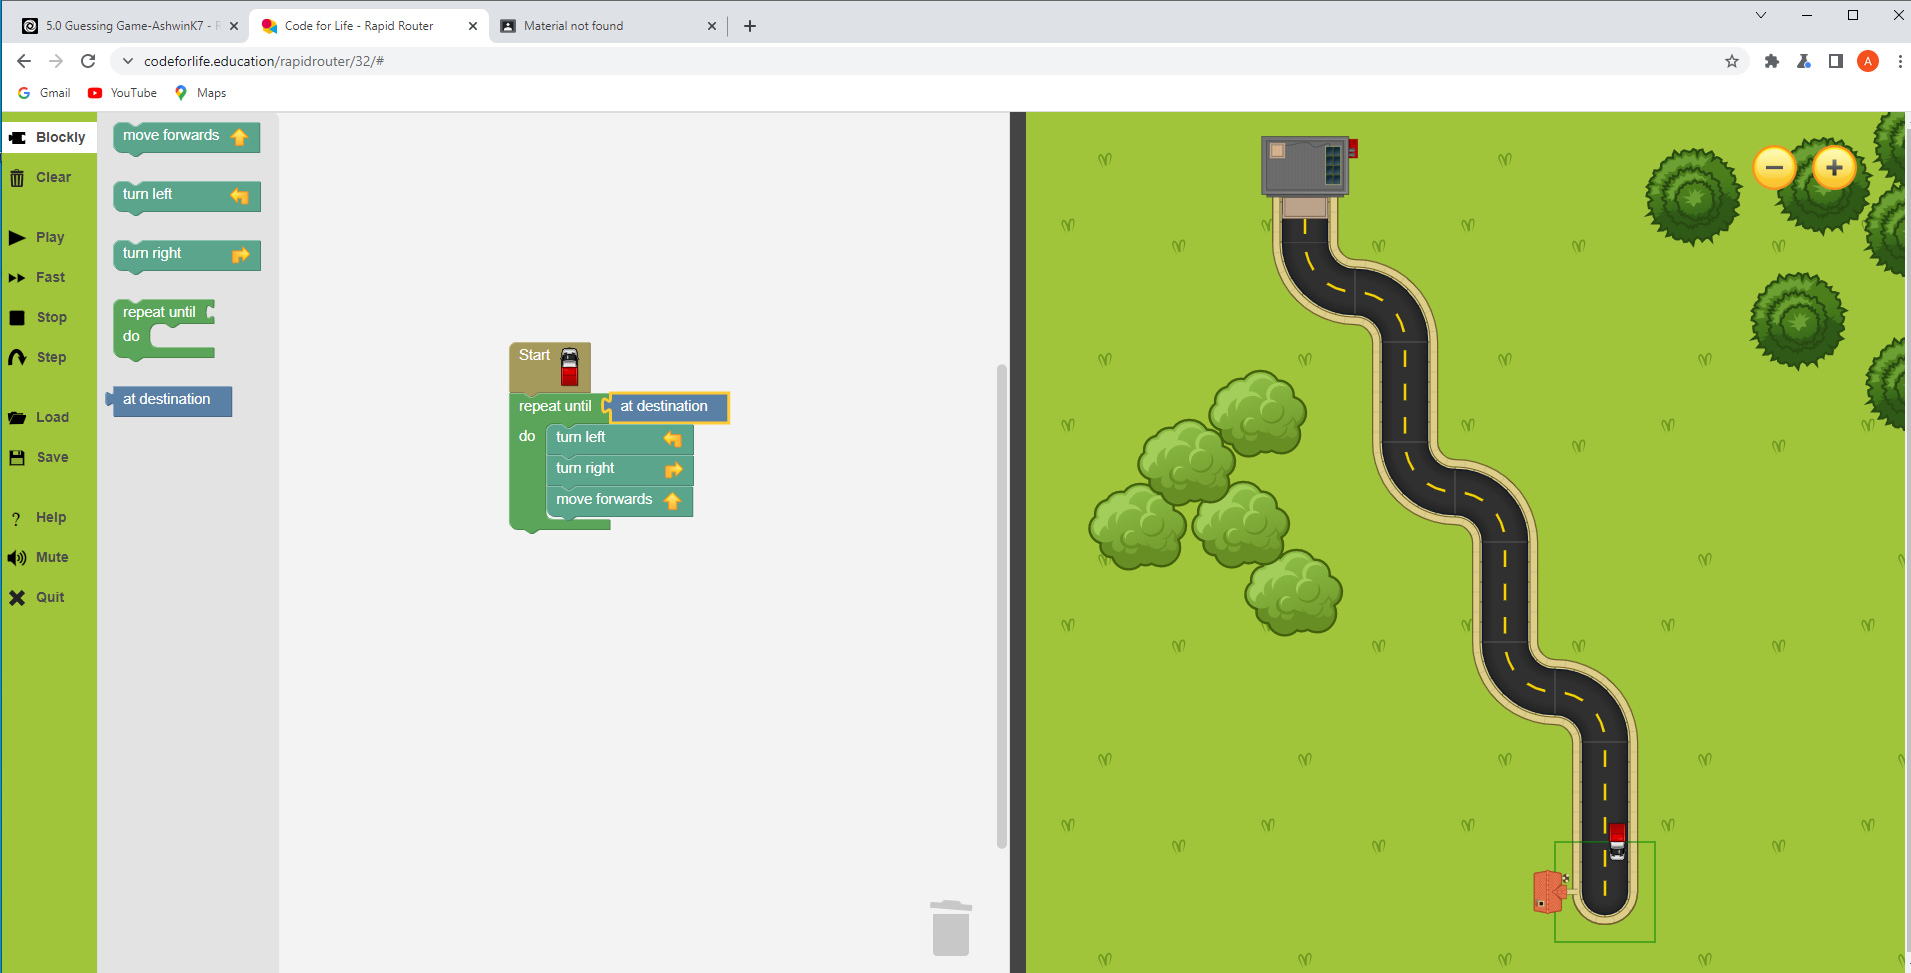 5.0 Guessing Game-AshwinK7 -
Code for Life - Rapid Router
Material not found
codeforlife.education/rapidrouter/32/#
A
Gmail
YouTube
Maps
Blockly
Clear
Play
Fast
Stop
Step
Load
Save
Help
Mute
Quit
move forwards
turn left
turn right
repeat until
do
at destination
Start
repeat until at destination
do turn left
turn right
move forwards